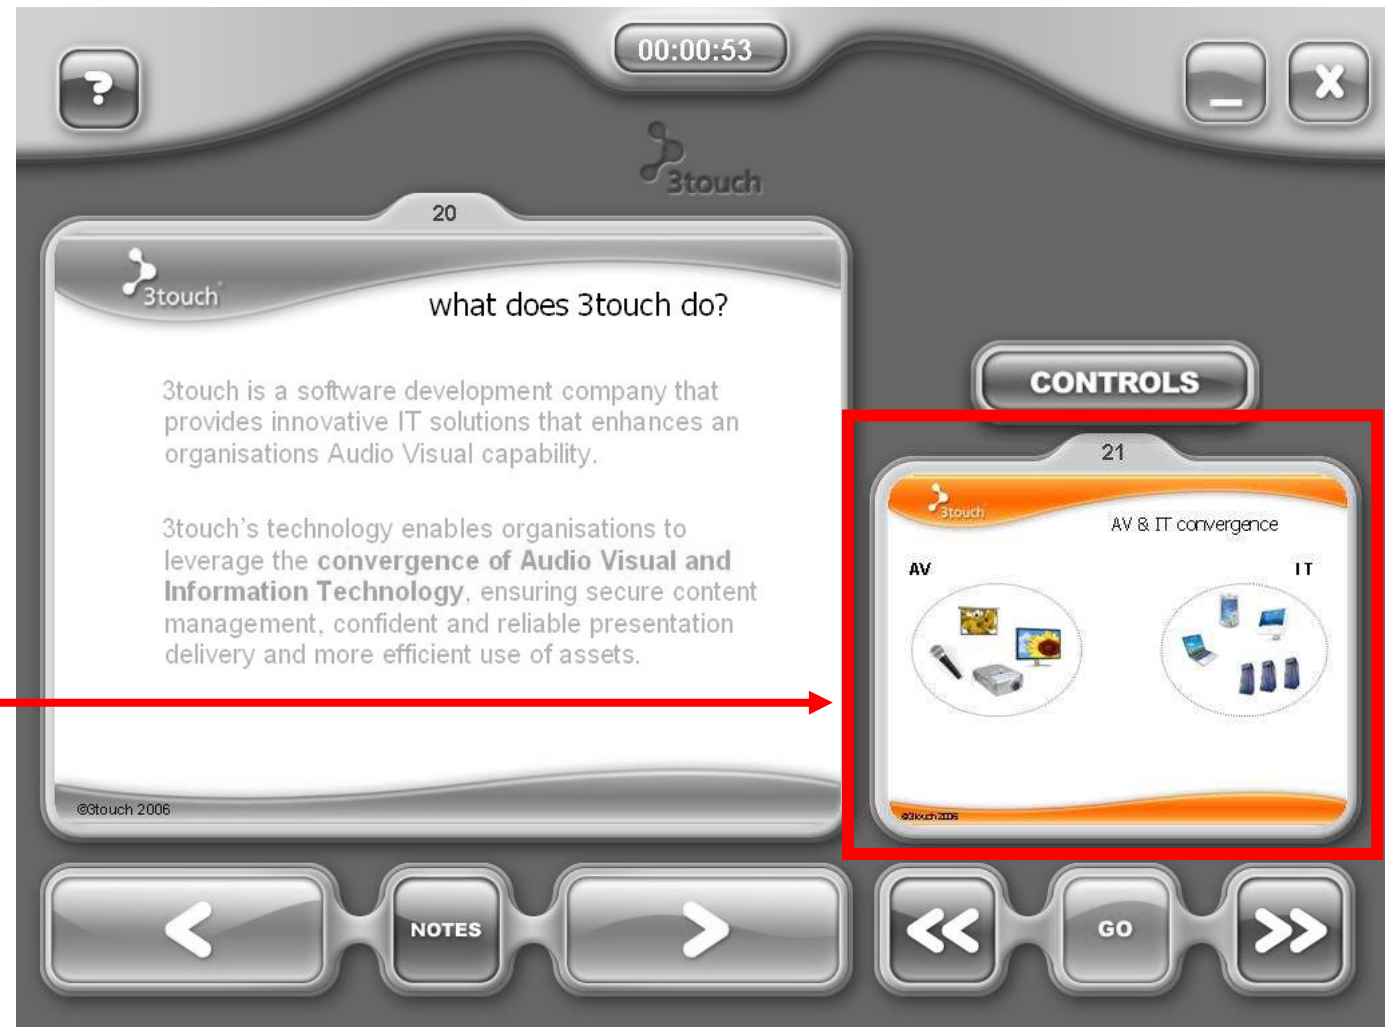 00:00:53
?
_
X
3touch
20
3touch
what does 3touch do?
3touch is a software development company that
provides innovative IT solutions that enhances an
organisations Audio Visual capability.
3touch's technology enables organisations to
leverage the convergence of Audio Visual and
Information Technology, ensuring secure content
management, confident and reliable presentation
delivery and more efficient use of assets.
©3touch 2006
CONTROLS
21
3touch
AV & IT convergence
AV
IT
©3touch 2006
<
NOTES
>
<<
GO
>>